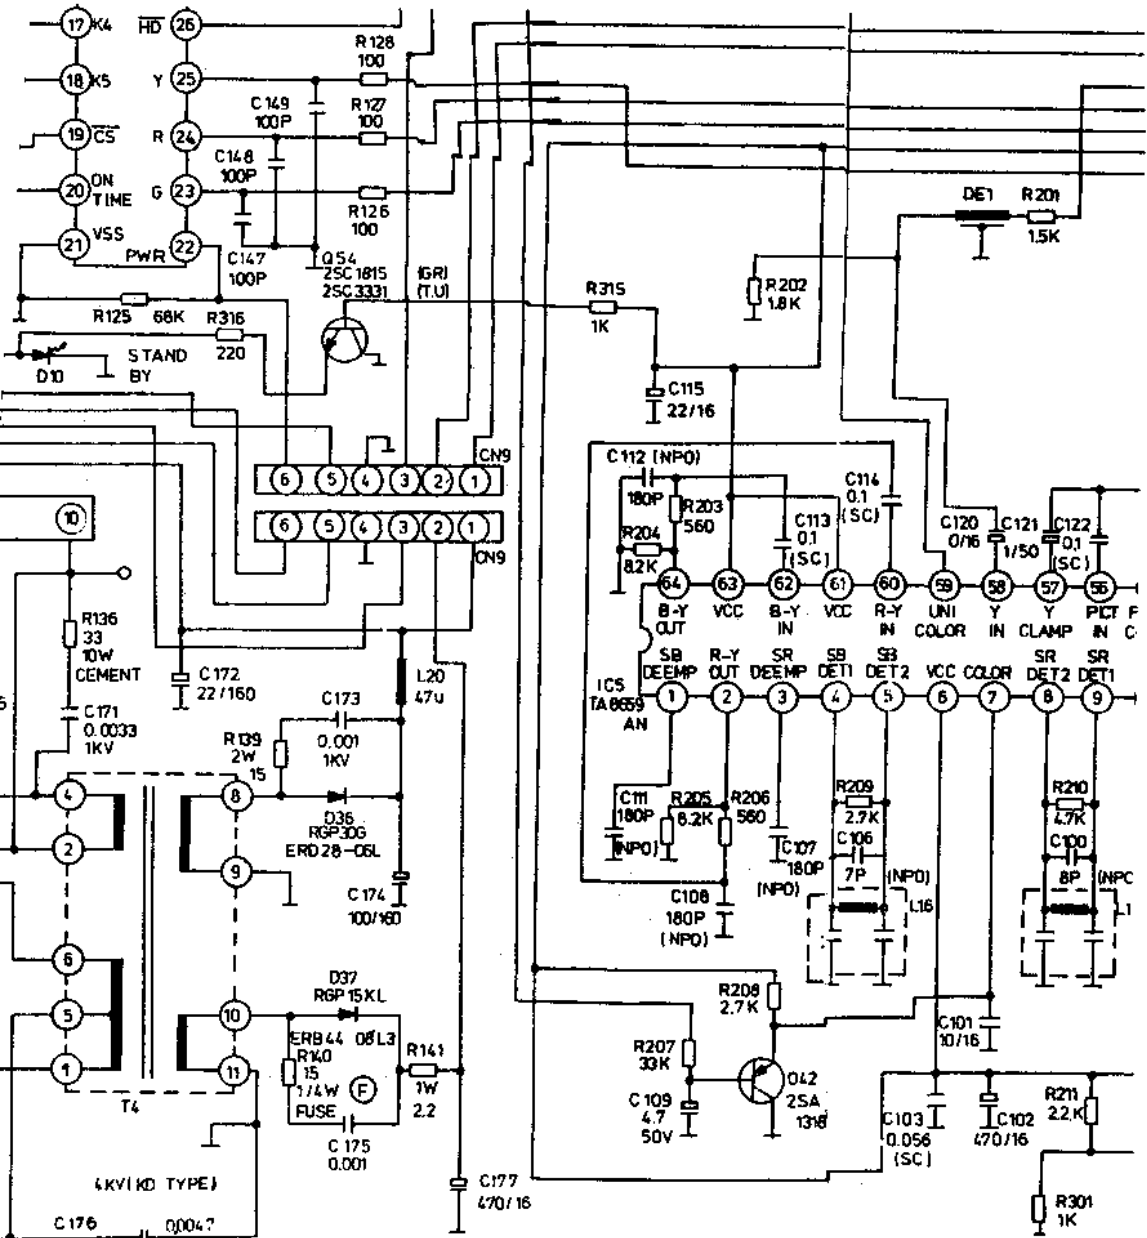 17 K4 HD 26
18 K5 Y 25
19 CS R 24
20 ON TIME G 23
21 VSS PWR 22
R128
100
C149
100P
R127
100
C148
100P
R126
100
C147
100P
Q54
2SC1815 (GR)
2SC3331 (T.U)
R125 68K
R316
220
D10
STAND
BY
R315
1K
C115
22/16
DE1
R201
1.5K
R202
1.8K
6 5 4 3 2 1
CN9
6 5 4 3 2 1
CN9
10
R136
33
10W
CEMENT
C171
0.0033
1KV
C172
22/160
C173
0.001
1KV
L20
47u
R139
2W
15
D36
RGP30G
ERD28-06L
C174
100/160
4
2
6
5
1
8
9
10
11
T4
D37
RGP15XL
ERB44 06L3
R140
15
1/4W
FUSE
F
R141
1W
2.2
C175
0.001
C177
470/16
4KV(KD TYPE)
C176 0,0047
C112 (NPO)
180P
R203
560
R204
8.2K
C113
0.1
(SC)
C114
0.1
(SC)
C120
0/16
C121
1/50
C122
0.1
(SC)
64 63 62 61 60 59 58 57 56
B-Y
OUT
VCC
B-Y
IN
VCC
R-Y
IN
UNI
COLOR
Y
IN
Y
CLAMP
PICT
IN
F
C
IC5
TA8659
AN
SB
DEEMP
R-Y
OUT
SR
DEEMP
SB
DET1
SB
DET2
VCC
COLOR
SR
DET2
SR
DET1
1 2 3 4 5 6 7 8 9
C111
180P
(NPO)
R205
8.2K
R206
560
C107
180P
(NPO)
C108
180P
(NPO)
R209
2.7K
C106
7P
(NPO)
L16
R210
4.7K
C100
8P
(NPC
L1
R208
2.7K
R207
33K
C109
4.7
50V
Q42
2SA
1318
C101
10/16
C103
0.056
(SC)
C102
470/16
R211
2.2K
R301
1K